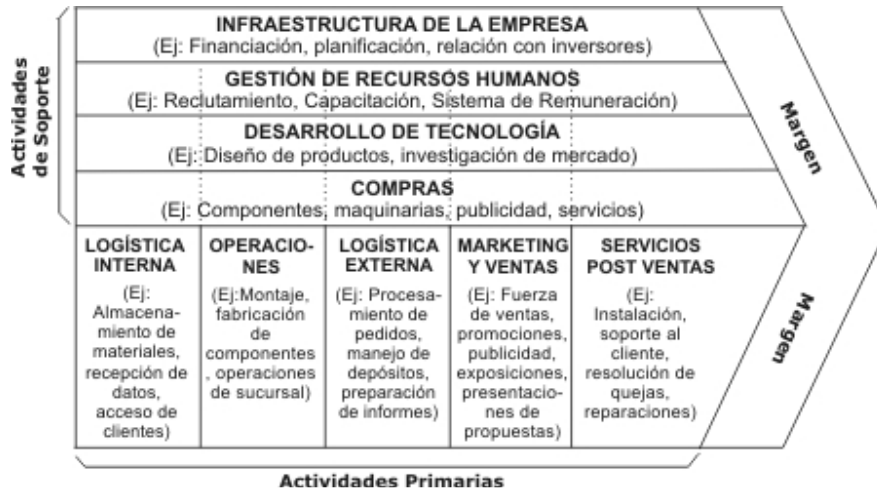 Actividades
de Soporte
INFRAESTRUCTURA DE LA EMPRESA
(Ej: Financiación, planificación, relación con inversores)
GESTIÓN DE RECURSOS HUMANOS
(Ej: Reclutamiento, Capacitación, Sistema de Remuneración)
DESARROLLO DE TECNOLOGÍA
(Ej: Diseño de productos, investigación de mercado)
COMPRAS
(Ej: Componentes, maquinarias, publicidad, servicios)
Margen
LOGÍSTICA
INTERNA
(Ej:
Almacena-
miento de
materiales,
recepción de
datos,
acceso de
clientes)
OPERACIO-
NES
(Ej:Montaje,
fabricación
de
componentes
, operaciones
de sucursal)
LOGÍSTICA
EXTERNA
(Ej: Procesa-
miento de
pedidos,
manejo de
depósitos,
preparación
de informes)
MARKETING
Y VENTAS
(Ej: Fuerza
de ventas,
promociones,
publicidad,
exposiciones,
presentacio-
nes de
propuestas)
SERVICIOS
POST VENTAS
(Ej:
Instalación,
soporte al
cliente,
resolución de
quejas,
reparaciones)
Margen
Actividades Primarias